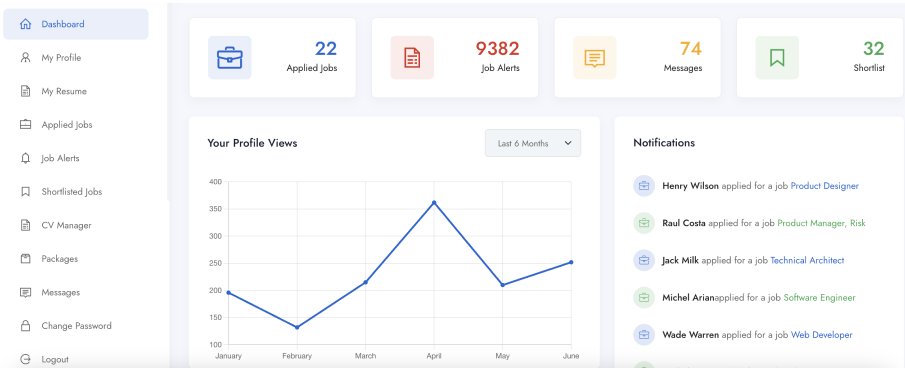 Dashboard
My Profile
My Resume
Applied Jobs
Job Alerts
Shortlisted Jobs
CV Manager
Packages
Messages
Change Password
Logout
22
Applied Jobs
9382
Job Alerts
74
Messages
32
Shortlist
Your Profile Views
Last 6 Months
400
350
300
250
200
150
100
January February March April May June
Notifications
Henry Wilson applied for a job Product Designer
Raul Costa applied for a job Product Manager, Risk
Jack Milk applied for a job Technical Architect
Michel Arianapplied for a job Software Engineer
Wade Warren applied for a job Web Developer